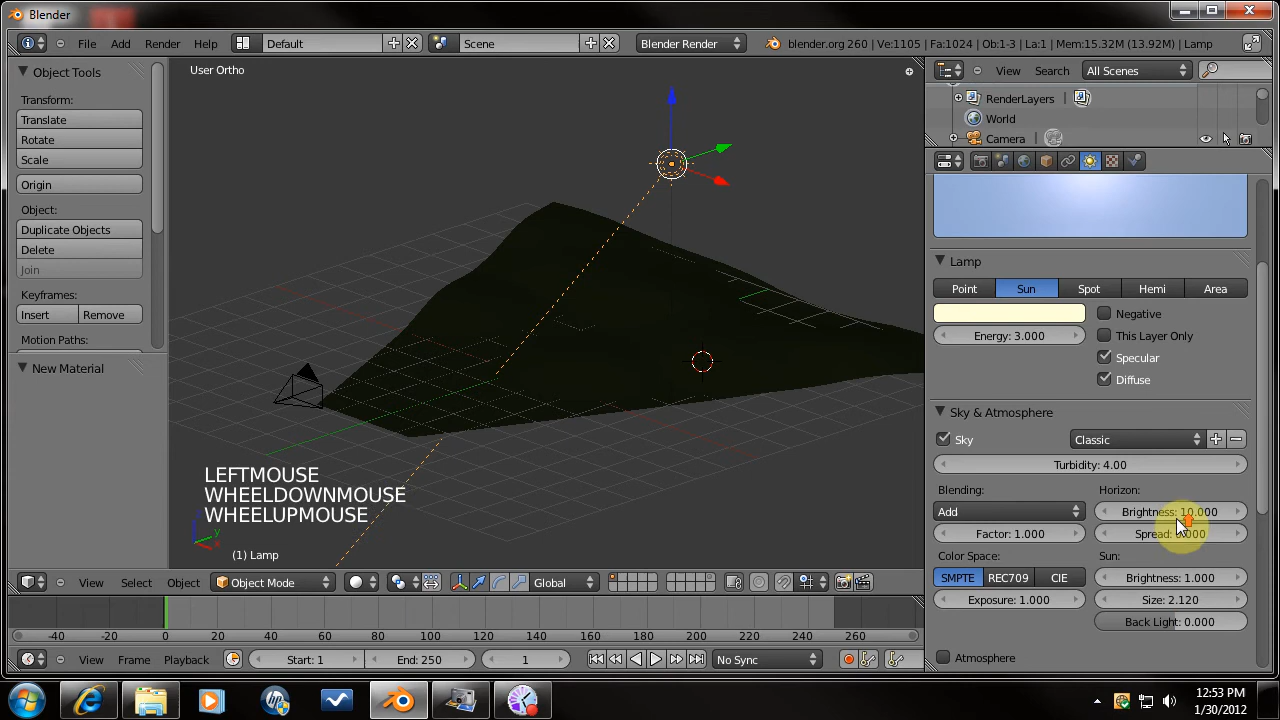 Blender
File Add Render Help Default Scene Blender Render blender.org 260 | Ve:1105 | Fa:1024 | Ob:1-3 | La:1 | Mem:15.32M (13.92M) | Lamp
Object Tools
Transform:
Translate
Rotate
Scale
Origin
Object:
Duplicate Objects
Delete
Join
Keyframes:
Insert Remove
Motion Paths:
New Material
User Ortho
LEFTMOUSE
WHEELDOWNMOUSE
WHEELUPMOUSE
(1) Lamp
View Search All Scenes
RenderLayers
World
Camera
Lamp
Point Sun Spot Hemi Area
Negative
Energy: 3.000 This Layer Only
Specular
Diffuse
Sky & Atmosphere
Sky Classic
Turbidity: 4.00
Blending: Horizon:
Add Brightness: 10.000
Factor: 1.000
Color Space: Sun:
SMPTE REC709 CIE Brightness: 1.000
Exposure: 1.000 Size: 2.120
Back Light: 0.000
Atmosphere
View Select Object Object Mode Global
-40 -20 0 20 40 60 80 100 120 140 160 180 200 220 240 260
View Frame Playback Start: 1 End: 250 1 No Sync
12:53 PM
1/30/2012